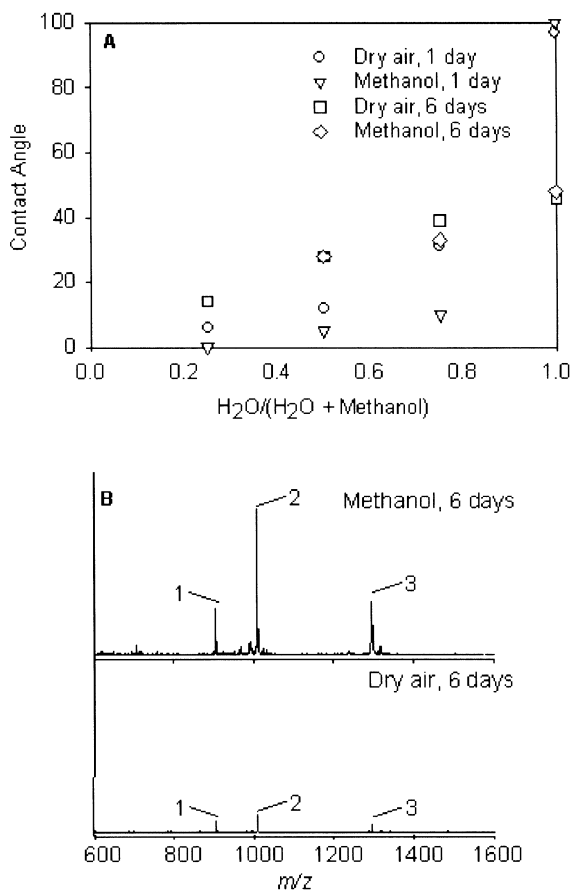 A
100
80
60
40
20
0
Contact Angle
Dry air, 1 day
Methanol, 1 day
Dry air, 6 days
Methanol, 6 days
0.0 0.2 0.4 0.6 0.8 1.0
H2O/(H2O + Methanol)
B
Methanol, 6 days
1 2 3
Dry air, 6 days
1 2 3
600 800 1000 1200 1400 1600
m/z